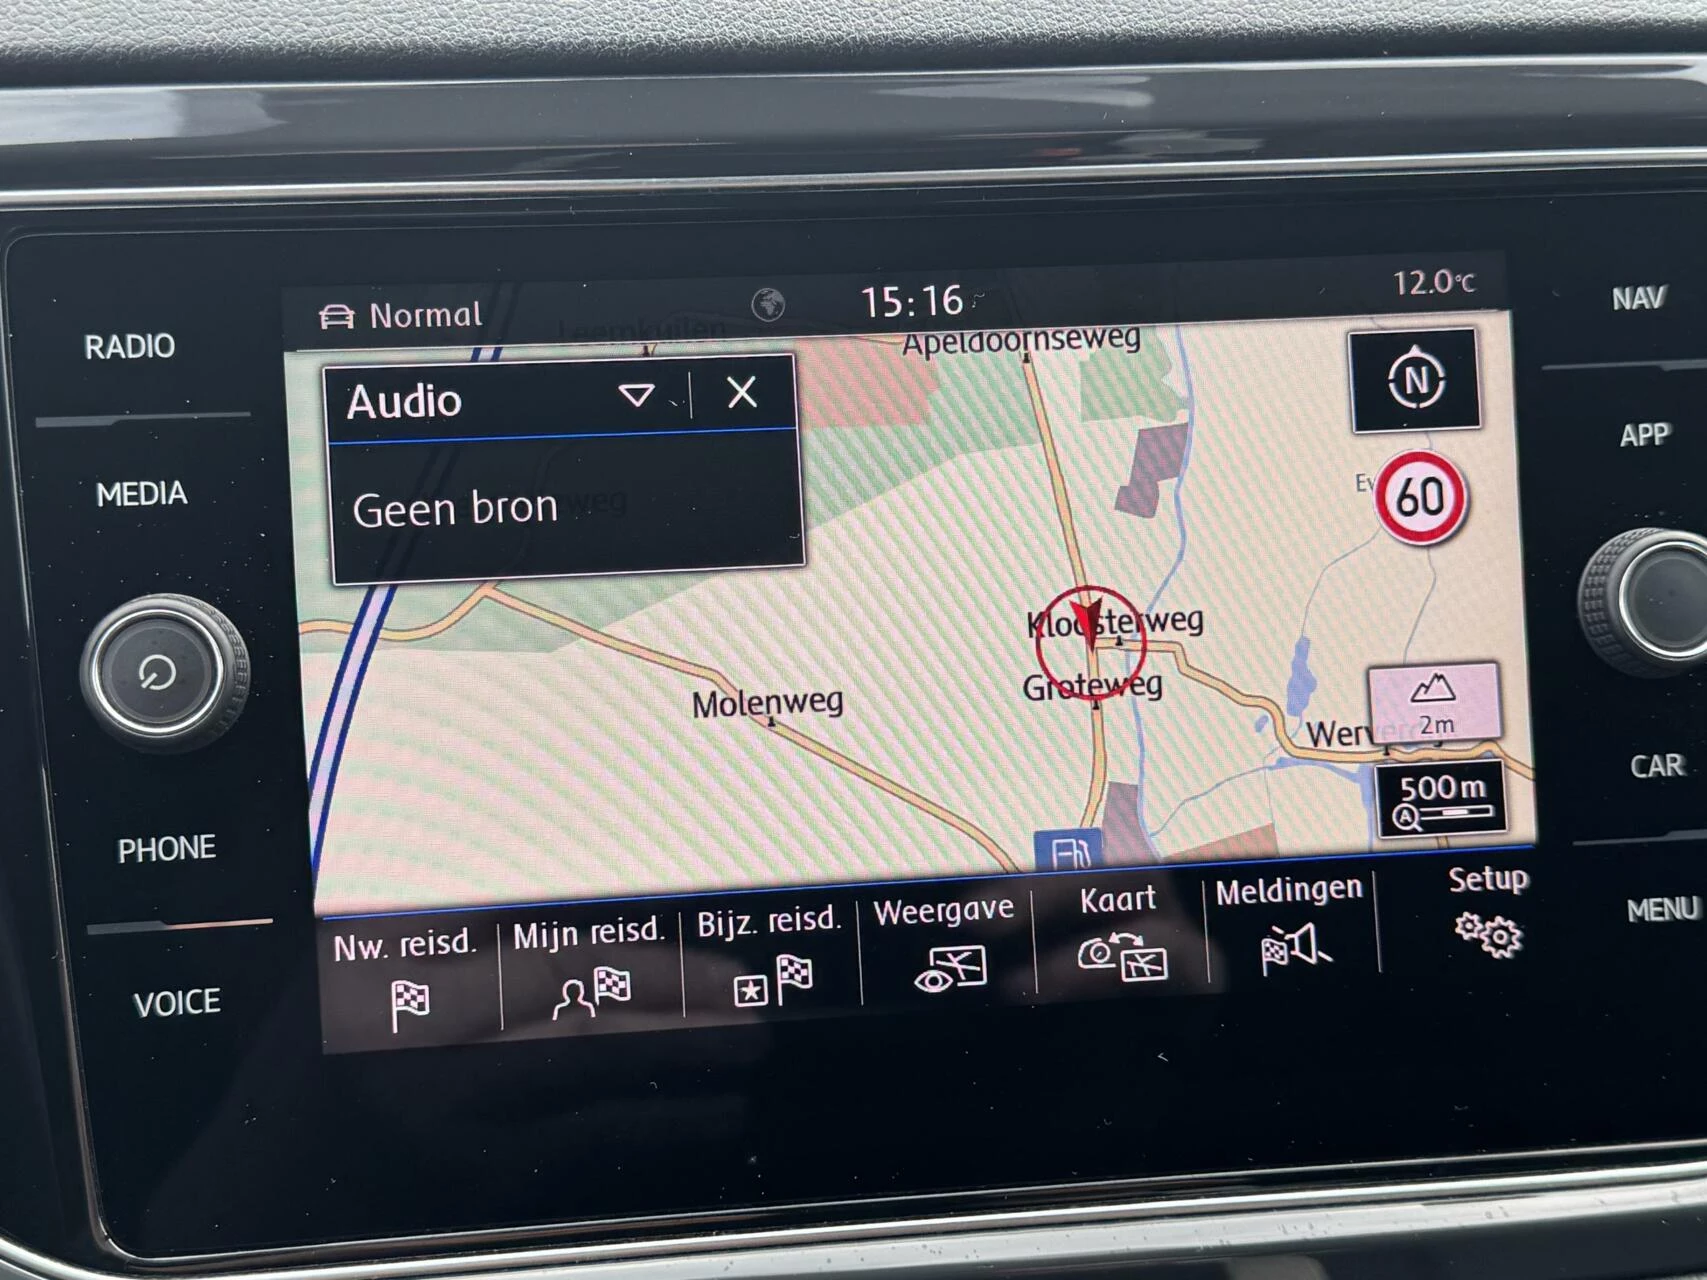 Normal
15:16
12.0°C
RADIO
MEDIA
PHONE
VOICE
Audio
Geen bron
Apeldoornseweg
N
60
Kloosterweg
Groteweg
Molenweg
2m
500 m
A
Nw. reisd.
Mijn reisd.
Bijz. reisd.
Weergave
Kaart
Meldingen
Setup
NAV
APP
CAR
MENU